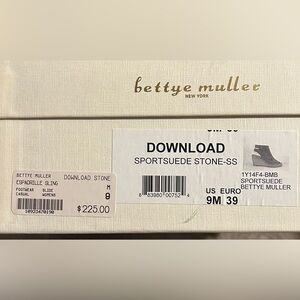 bettye muller
NEW YORK
DOWNLOAD
SPORTSUEDE STONE-SS
1Y14F4-BMB
SPORTSUEDE
BETTYE MULLER
US EURO
9M 39
BETTYE MULLER
DOWNLOAD STONE
ESPADRILLE SLING
M
FOOTWEAR SLIDE
9
CASUAL WOMENS
$225.00